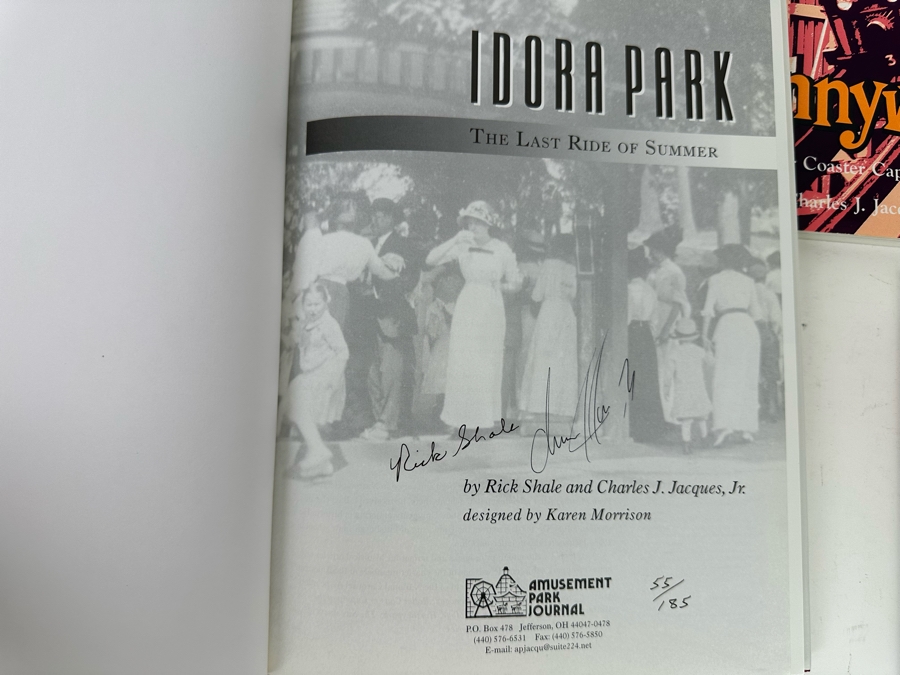 IDORA PARK
THE LAST RIDE OF SUMMER
Rick Shale
by Rick Shale and Charles J. Jacques, Jr.
designed by Karen Morrison
AMUSEMENT
PARK
JOURNAL
55/185
P.O. Box 478 Jefferson, OH 44047-0478
(440) 576-6531 Fax: (440) 576-5850
E-mail: apjacqu@suite224.net
nnyw
Coaster Cap
harles J. Jacq